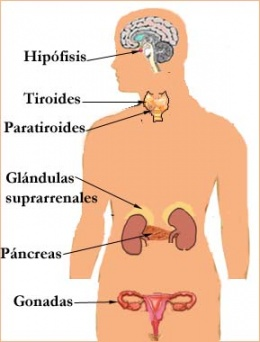 Hipófisis
Tiroides
Paratiroides
Glándulas
suprarrenales
Páncreas
Gonadas